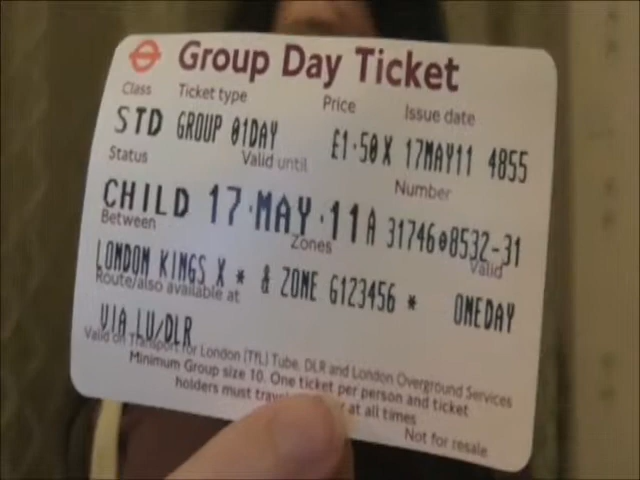 Group Day Ticket
Class Ticket type Price Issue date
STD GROUP 01DAY £1·50X 17MAY11 4855
Status Valid until Number
CHILD 17·MAY·11A 31746 8532-31
Between Zones Valid
LONDON KINGS X * & ZONE G123456 * ONEDAY
Route/also available at
VIA LU/DLR
Valid on Transport for London (TfL) Tube, DLR and London Overground Services
Minimum Group size 10. One ticket per person and ticket
holders must at all times
Not for resale